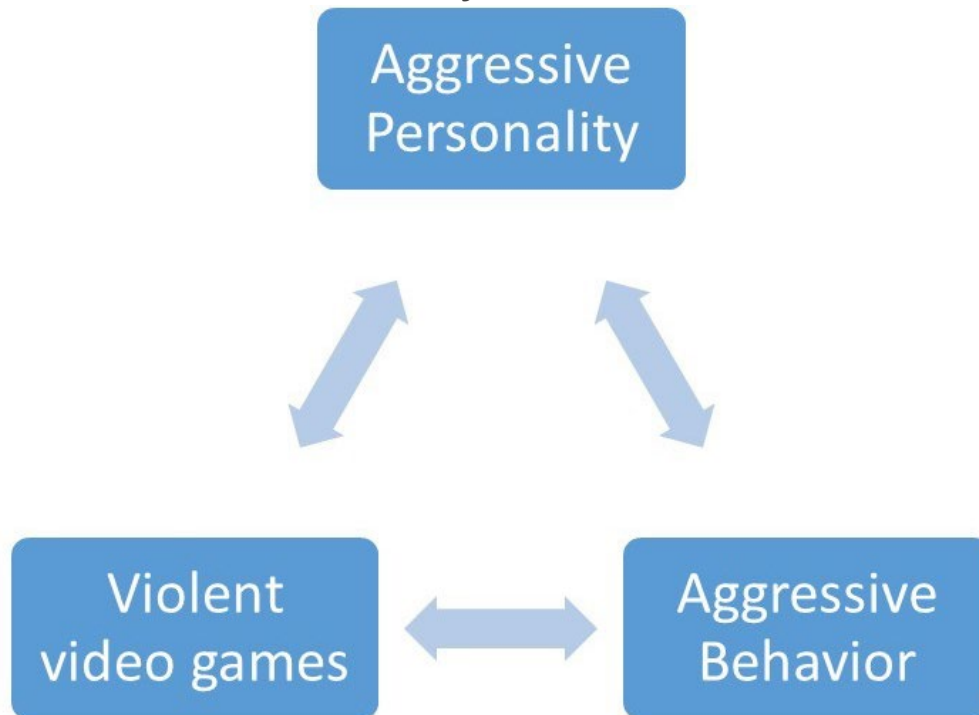 Aggressive
Personality
Violent
video games
Aggressive
Behavior